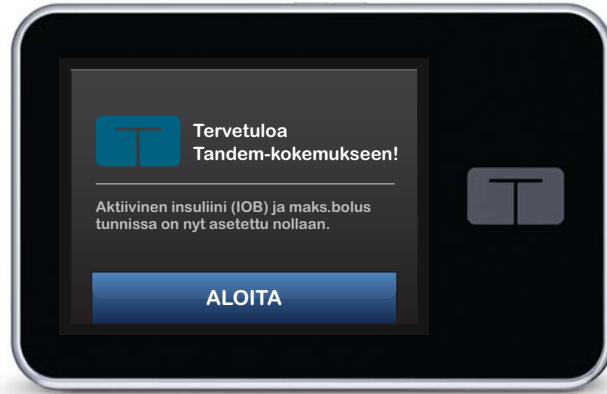 Tervetuloa
Tandem-kokemukseen!
Aktiivinen insuliini (IOB) ja maks.bolus
tunnissa on nyt asetettu nollaan.
ALOITA